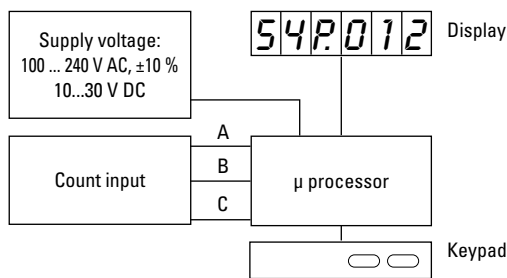 Supply voltage:
100 ... 240 V AC, ±10 %
10...30 V DC
54P.012
Display
A
B
C
Count input
µ processor
Keypad